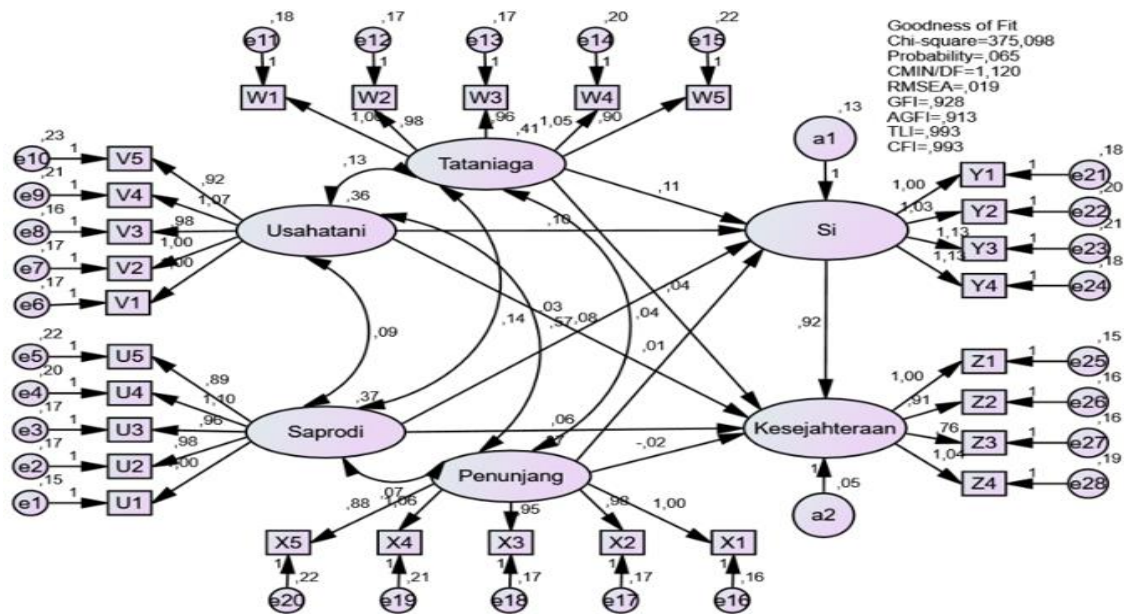 Goodness of Fit
Chi-square=375,098
Probability=,065
CMIN/DF=1,120
RMSEA=,019
GFI=,928
AGFI=,913
TLI=,993
CFI=,993
,18 ,17 ,17 ,20 ,22
e11 e12 e13 e14 e15
1 1 1 1 1
W1 W2 W3 W4 W5
,98 ,96 1,05 ,90
,41
Tataniaga
,13
a1
,13
1
,23
e10 1 V5 ,92
,21
e9 1 V4 1,07
,16
e8 1 V3 ,98
,17
e7 1 V2 1,00
,17
e6 1 V1
,36
Usahatani
,11
,10
Si
1,00 Y1 1 e21 ,18
1,03 Y2 1 e22 ,20
1,13 Y3 1 e23 ,21
1,13 Y4 1 e24 ,18
,09
,14
,03
,57
,08
,04
,04
,01
,92
,22
e5 1 U5 ,89
,20
e4 1 U4 1,10
,17
e3 1 U3 ,96
,17
e2 1 U2 ,98
,15
e1 1 U1
,37
Saprodi
,06
-,02
Kesejahteraan
1,00 Z1 1 e25 ,15
,91 Z2 1 e26 ,16
,76 Z3 1 e27 ,16
1,04 Z4 1 e28 ,19
1
,05
a2
Penunjang
,07
,88 1,06 ,95 ,98 1,00
X5 X4 X3 X2 X1
1 1 1 1 1
,22 ,21 ,17 ,17 ,16
e20 e19 e18 e17 e16